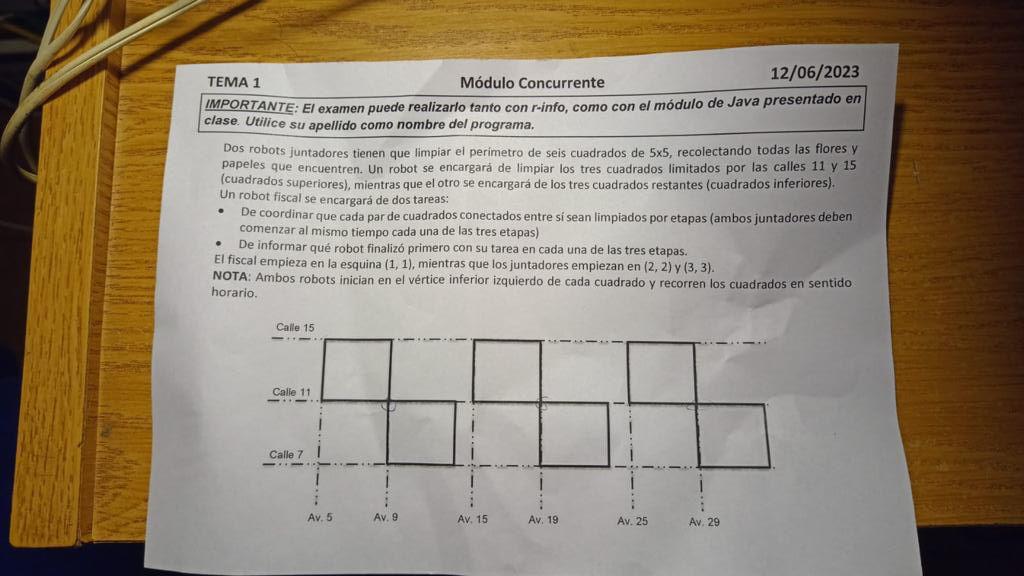 TEMA 1 Módulo Concurrente 12/06/2023
IMPORTANTE: El examen puede realizarlo tanto con r-info, como con el módulo de Java presentado en
clase. Utilice su apellido como nombre del programa.
Dos robots juntadores tienen que limpiar el perímetro de seis cuadrados de 5x5, recolectando todas las flores y
papeles que encuentren. Un robot se encargará de limpiar los tres cuadrados limitados por las calles 11 y 15
(cuadrados superiores), mientras que el otro se encargará de los tres cuadrados restantes (cuadrados inferiores).
Un robot fiscal se encargará de dos tareas:
• De coordinar que cada par de cuadrados conectados entre sí sean limpiados por etapas (ambos juntadores deben
comenzar al mismo tiempo cada una de las tres etapas)
• De informar qué robot finalizó primero con su tarea en cada una de las tres etapas.
El fiscal empieza en la esquina (1, 1), mientras que los juntadores empiezan en (2, 2) y (3, 3).
NOTA: Ambos robots inician en el vértice inferior izquierdo de cada cuadrado y recorren los cuadrados en sentido
horario.
Calle 15
Calle 11
Calle 7
Av. 5 Av. 9 Av. 15 Av. 19 Av. 25 Av. 29